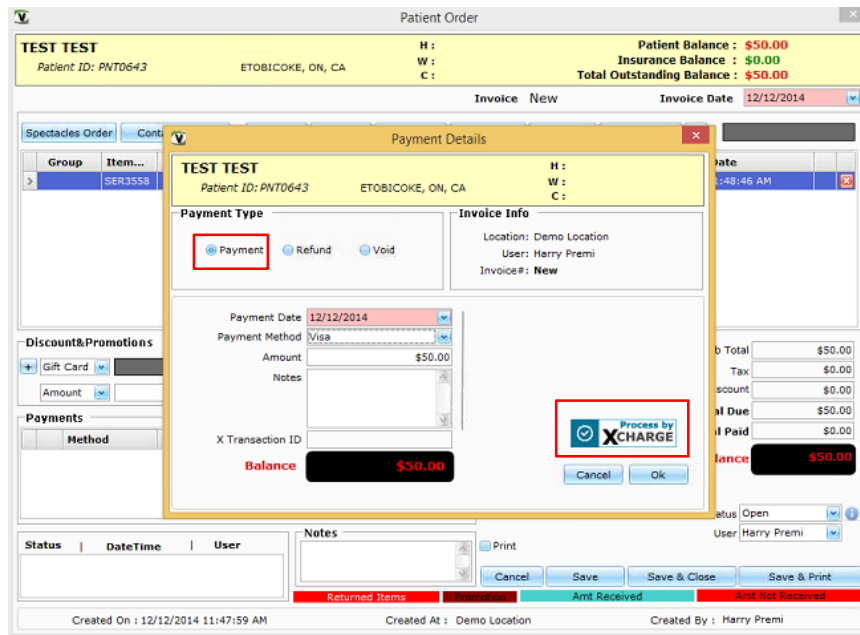 Patient Order
TEST TEST
Patient ID: PNT0643
ETOBICOKE, ON, CA
H :
W :
C :
Patient Balance : $50.00
Insurance Balance : $0.00
Total Outstanding Balance : $50.00
Invoice New
Invoice Date 12/12/2014
Spectacles Order
Group Item...
SER3558
Payment Details
TEST TEST
Patient ID: PNT0643
ETOBICOKE, ON, CA
H :
W :
C :
Payment Type
Payment Refund Void
Invoice Info
Location: Demo Location
User: Harry Premi
Invoice#: New
Payment Date 12/12/2014
Payment Method Visa
Amount $50.00
Notes
X Transaction ID
Balance $50.00
Process by
XCHARGE
Cancel Ok
Discount&Promotions
+ Gift Card
Amount
Payments
Method
$50.00
Tax $0.00
$0.00
$50.00
$0.00
$50.00
Open
User Harry Premi
Status | DateTime | User
Notes
Print
Cancel Save Save & Close Save & Print
Returned Items Promotion Amt Received Amt Not Received
Created On : 12/12/2014 11:47:59 AM Created At : Demo Location Created By : Harry Premi